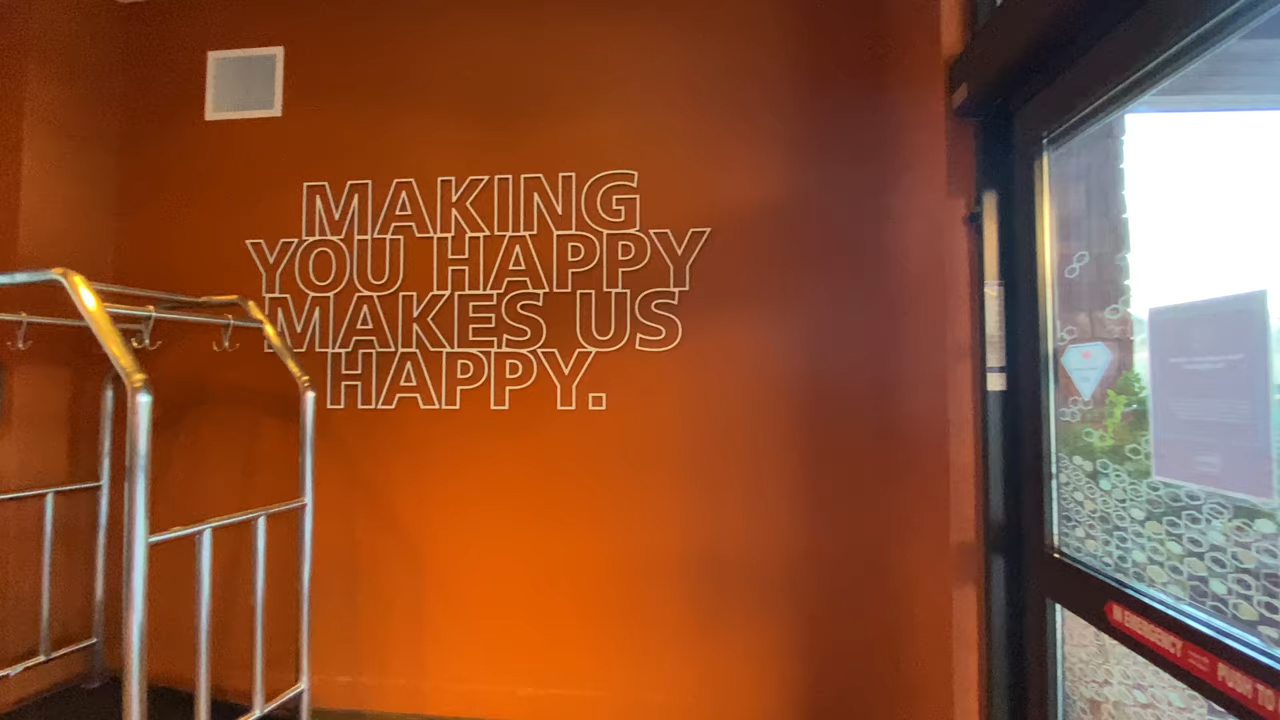 MAKING
YOU HAPPY
MAKES US
HAPPY.
IN EMERGENCY PUSH TO